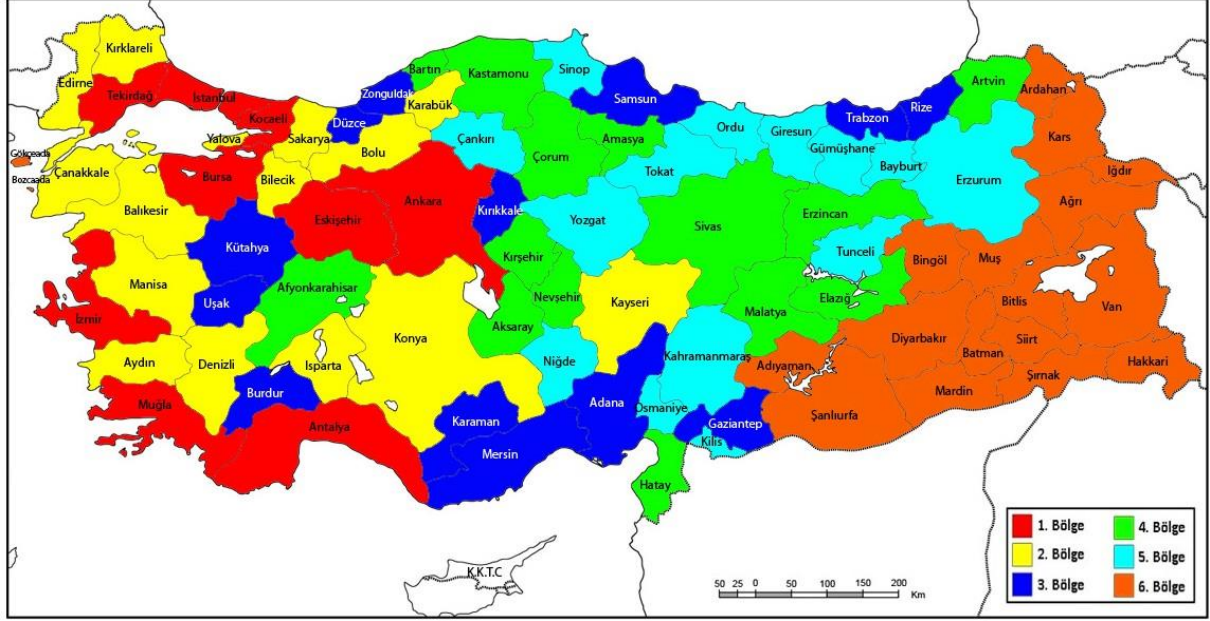 Kırklareli
Edirne
Tekirdağ
İstanbul
Kocaeli
Yalova
Sakarya
Düzce
Zonguldak
Bartın
Karabük
Kastamonu
Sinop
Samsun
Bolu
Çankırı
Çorum
Amasya
Ordu
Giresun
Trabzon
Rize
Artvin
Ardahan
Kars
Gümüşhane
Bayburt
Tokat
Erzurum
Iğdır
Ağrı
Gökçeada
Bozcaada
Çanakkale
Balıkesir
Bursa
Bilecik
Eskişehir
Ankara
Kırıkkale
Yozgat
Sivas
Erzincan
Tunceli
Bingöl
Muş
Kütahya
Manisa
Uşak
Afyonkarahisar
Kırşehir
Nevşehir
Kayseri
Malatya
Elazığ
Bitlis
Van
İzmir
Aydın
Denizli
Isparta
Konya
Aksaray
Niğde
Kahramanmaraş
Adıyaman
Diyarbakır
Batman
Siirt
Şırnak
Hakkari
Muğla
Burdur
Antalya
Karaman
Mersin
Adana
Osmaniye
Gaziantep
Kilis
Şanlıurfa
Mardin
Hatay
K.K.T.C
50 25 0 50 100 150 200
Km
1. Bölge
2. Bölge
3. Bölge
4. Bölge
5. Bölge
6. Bölge